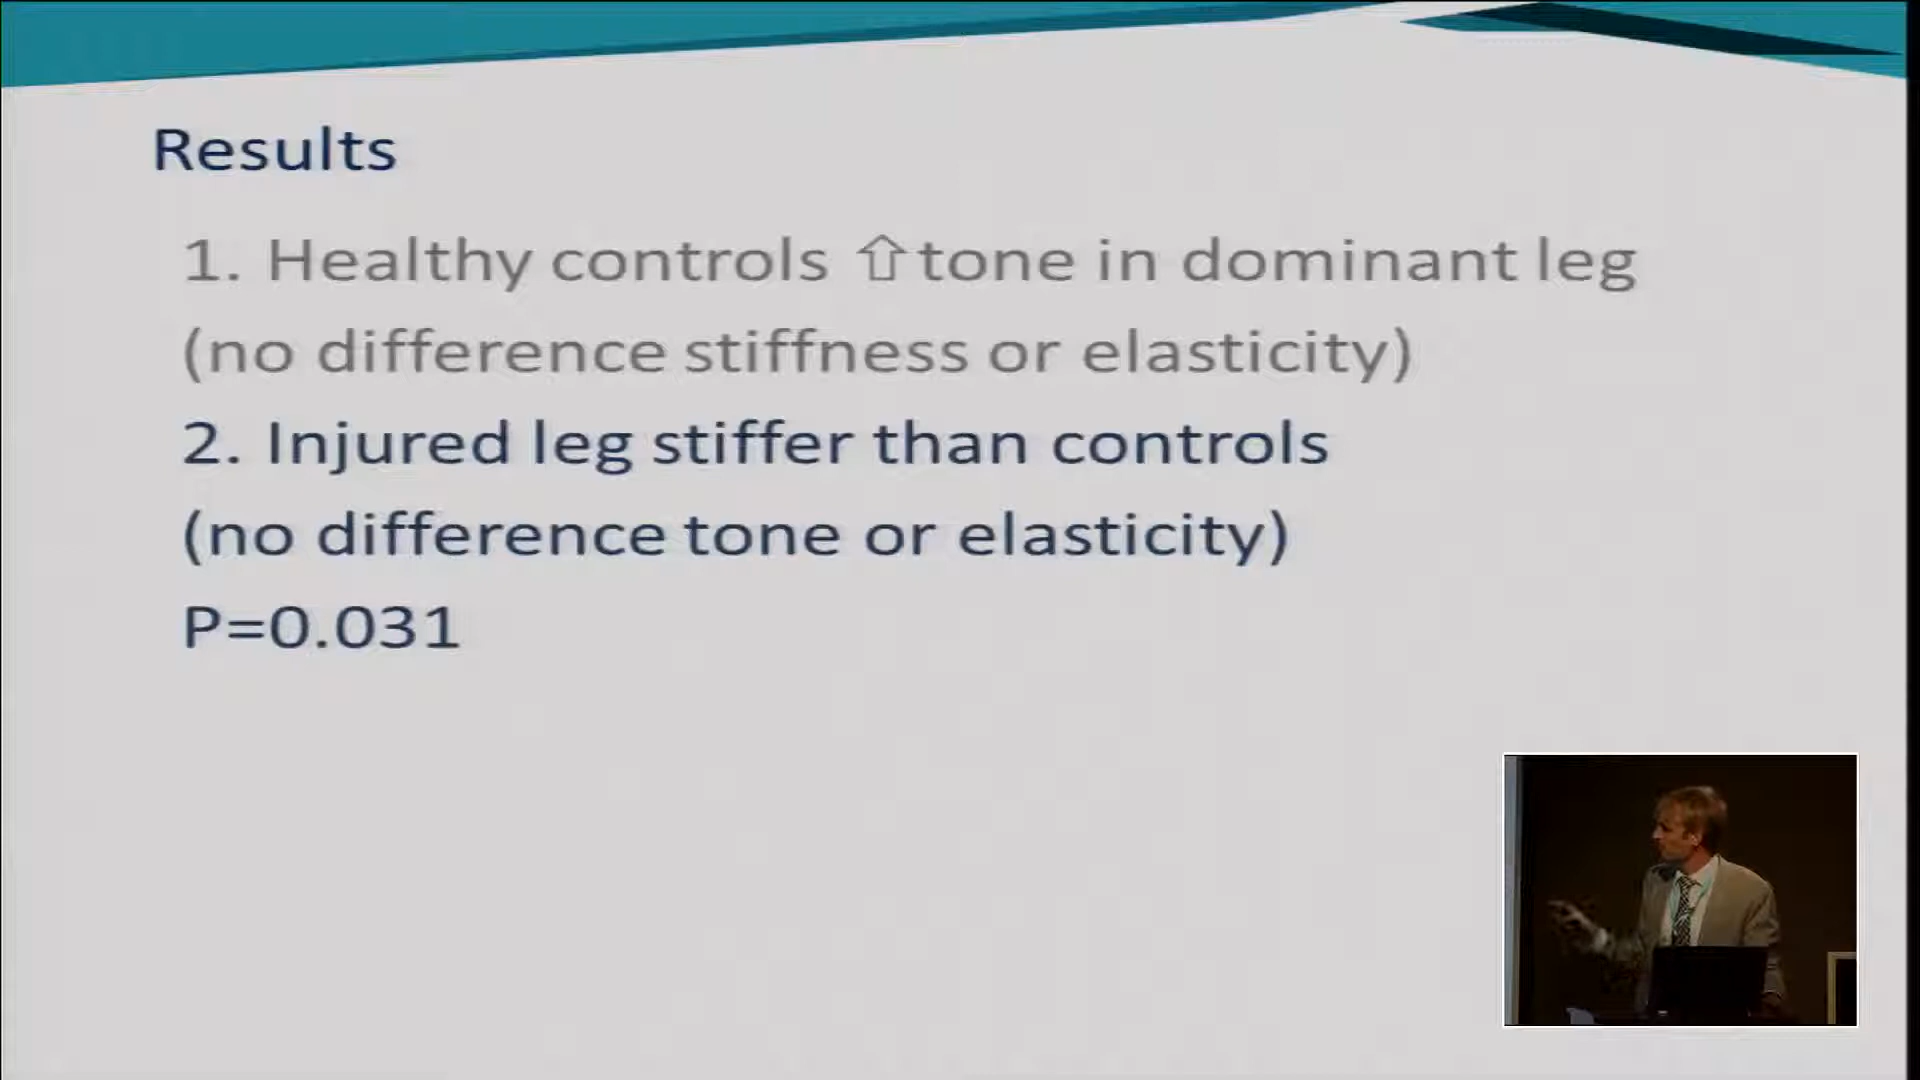 Results
1. Healthy controls ⇧tone in dominant leg
(no difference stiffness or elasticity)
2. Injured leg stiffer than controls
(no difference tone or elasticity)
P=0.031